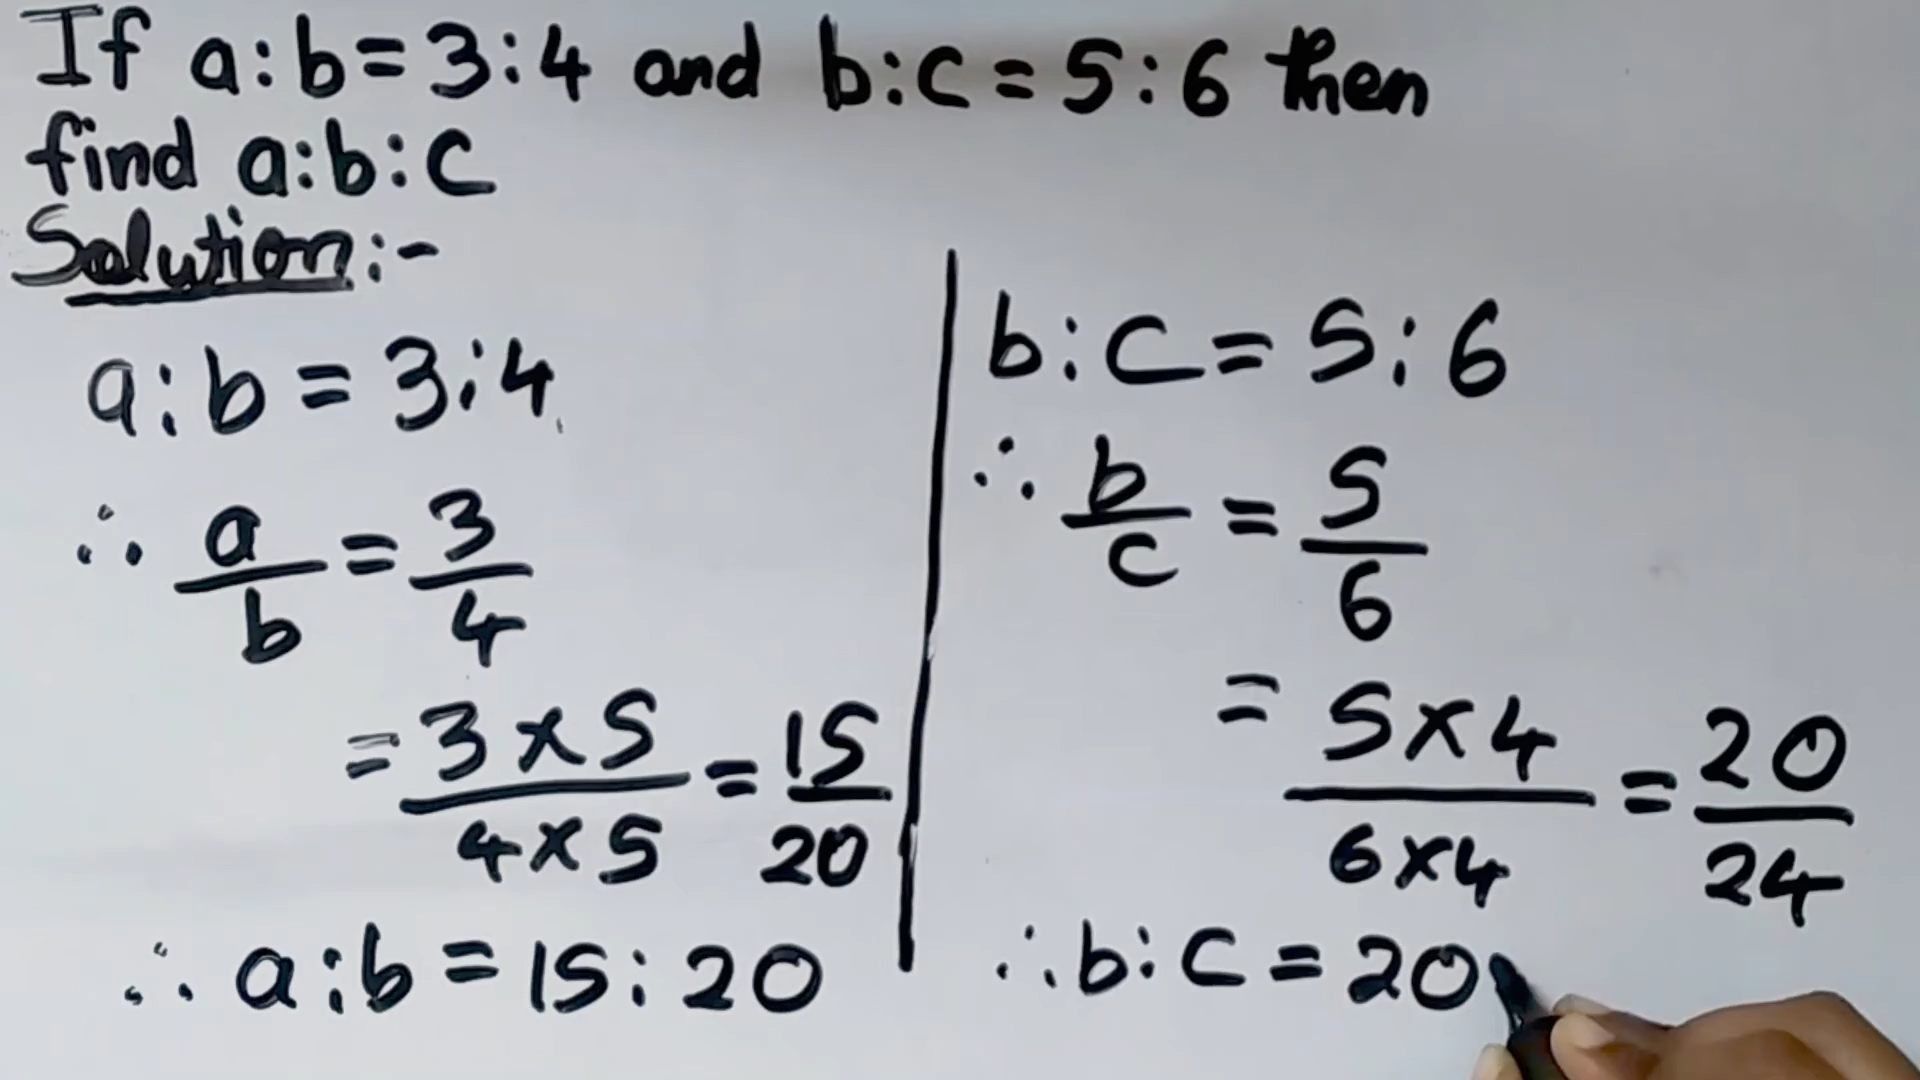 If a:b=3:4 and b:c=5:6 then
find a:b:c
Solution:-
a:b=3:4
∴ a/b = 3/4
= 3×5/4×5 = 15/20
∴ a:b=15:20
b:c=5:6
∴ b/c = 5/6
= 5×4/6×4 = 20/24
∴ b:c=20